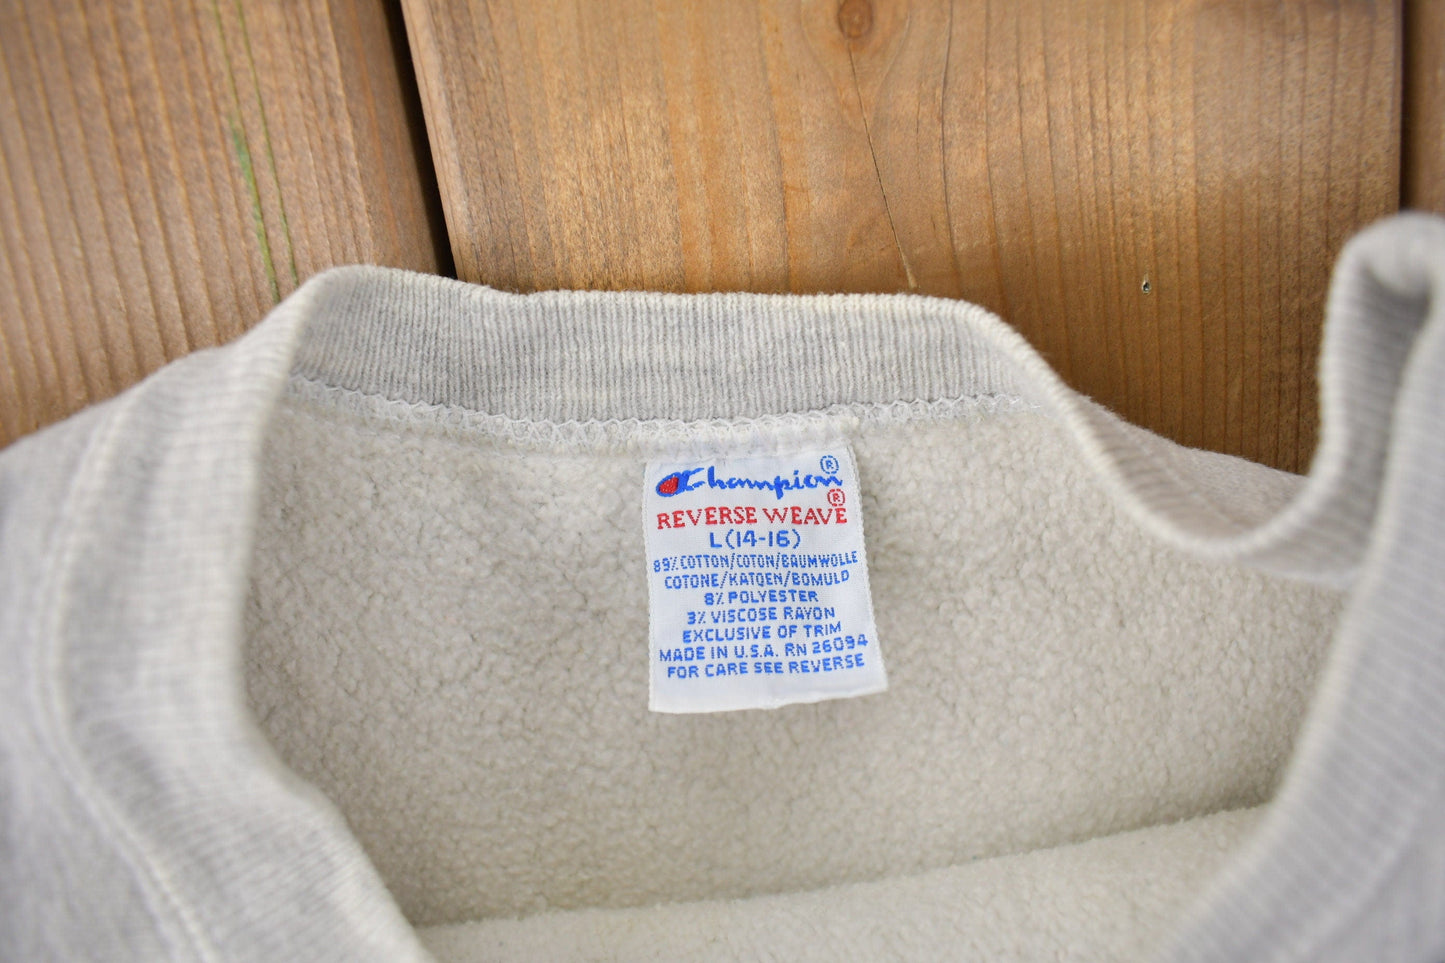 Champion®
REVERSE WEAVE®
L (14-16)
89% COTTON/COTON/BAUMWOLLE
COTONE/KATOEN/BOMULD
8% POLYESTER
3% VISCOSE RAYON
EXCLUSIVE OF TRIM
MADE IN U.S.A. RN 26094
FOR CARE SEE REVERSE